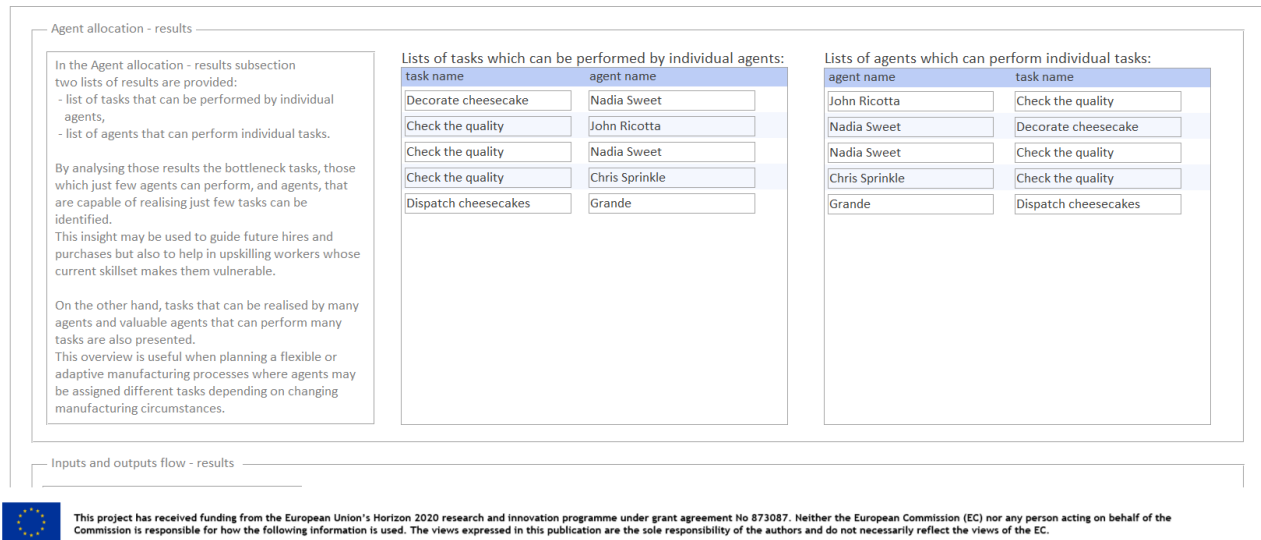 Agent allocation - results
In the Agent allocation - results subsection
two lists of results are provided:
- list of tasks that can be performed by individual
agents,
- list of agents that can perform individual tasks.
By analysing those results the bottleneck tasks, those
which just few agents can perform, and agents, that
are capable of realising just few tasks can be
identified.
This insight may be used to guide future hires and
purchases but also to help in upskilling workers whose
current skillset makes them vulnerable.
On the other hand, tasks that can be realised by many
agents and valuable agents that can perform many
tasks are also presented.
This overview is useful when planning a flexible or
adaptive manufacturing processes where agents may
be assigned different tasks depending on changing
manufacturing circumstances.
Lists of tasks which can be performed by individual agents:
task name agent name
Decorate cheesecake Nadia Sweet
Check the quality John Ricotta
Check the quality Nadia Sweet
Check the quality Chris Sprinkle
Dispatch cheesecakes Grande
Lists of agents which can perform individual tasks:
agent name task name
John Ricotta Check the quality
Nadia Sweet Decorate cheesecake
Nadia Sweet Check the quality
Chris Sprinkle Check the quality
Grande Dispatch cheesecakes
Inputs and outputs flow - results
This project has received funding from the European Union's Horizon 2020 research and innovation programme under grant agreement No 873087. Neither the European Commission (EC) nor any person acting on behalf of the
Commission is responsible for how the following information is used. The views expressed in this publication are the sole responsibility of the authors and do not necessarily reflect the views of the EC.